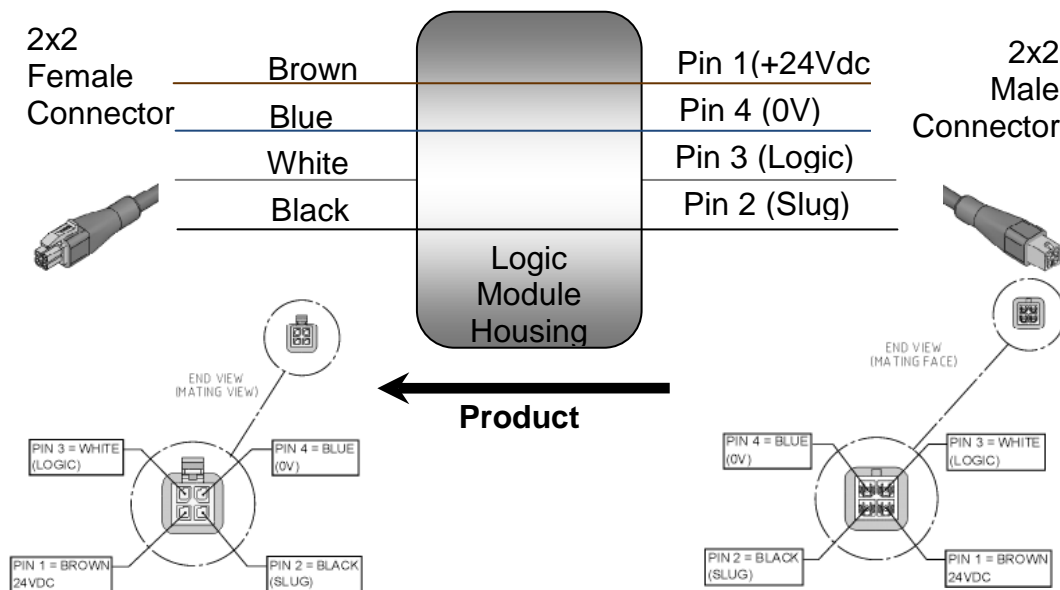 2x2
Female
Connector
Brown
Blue
White
Black
Pin 1(+24Vdc
Pin 4 (0V)
Pin 3 (Logic)
Pin 2 (Slug)
2x2
Male
Connector
Logic
Module
Housing
END VIEW
(MATING VIEW)
END VIEW
(MATING FACE)
Product
PIN 3 = WHITE
(LOGIC)
PIN 4 = BLUE
(0V)
PIN 1 = BROWN
24VDC
PIN 2 = BLACK
(SLUG)
PIN 4 = BLUE
(0V)
PIN 3 = WHITE
(LOGIC)
PIN 2 = BLACK
(SLUG)
PIN 1 = BROWN
24VDC